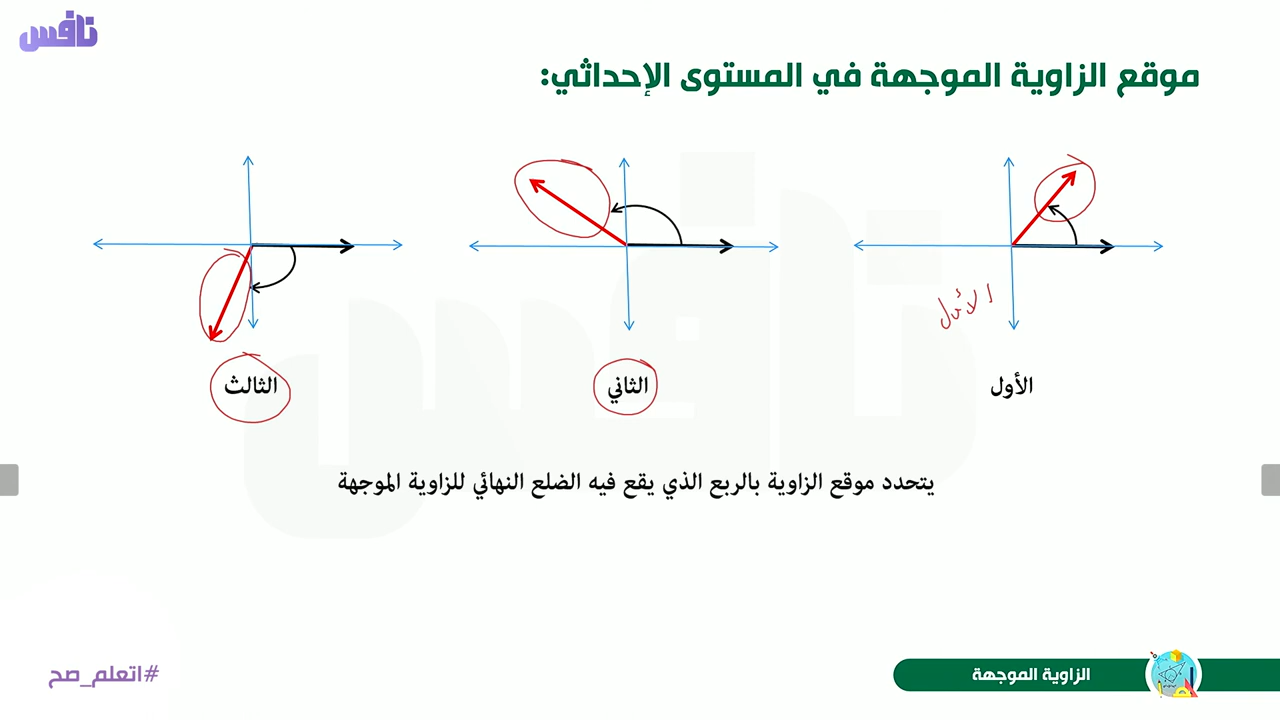 نافس
موقع الزاوية الموجهة في المستوى الإحداثي:
الأول
الأول
الثاني
الثالث
يتحدد موقع الزاوية بالربع الذي يقع فيه الضلع النهائي للزاوية الموجهة
#اتعلم_صح
الزاوية الموجهة